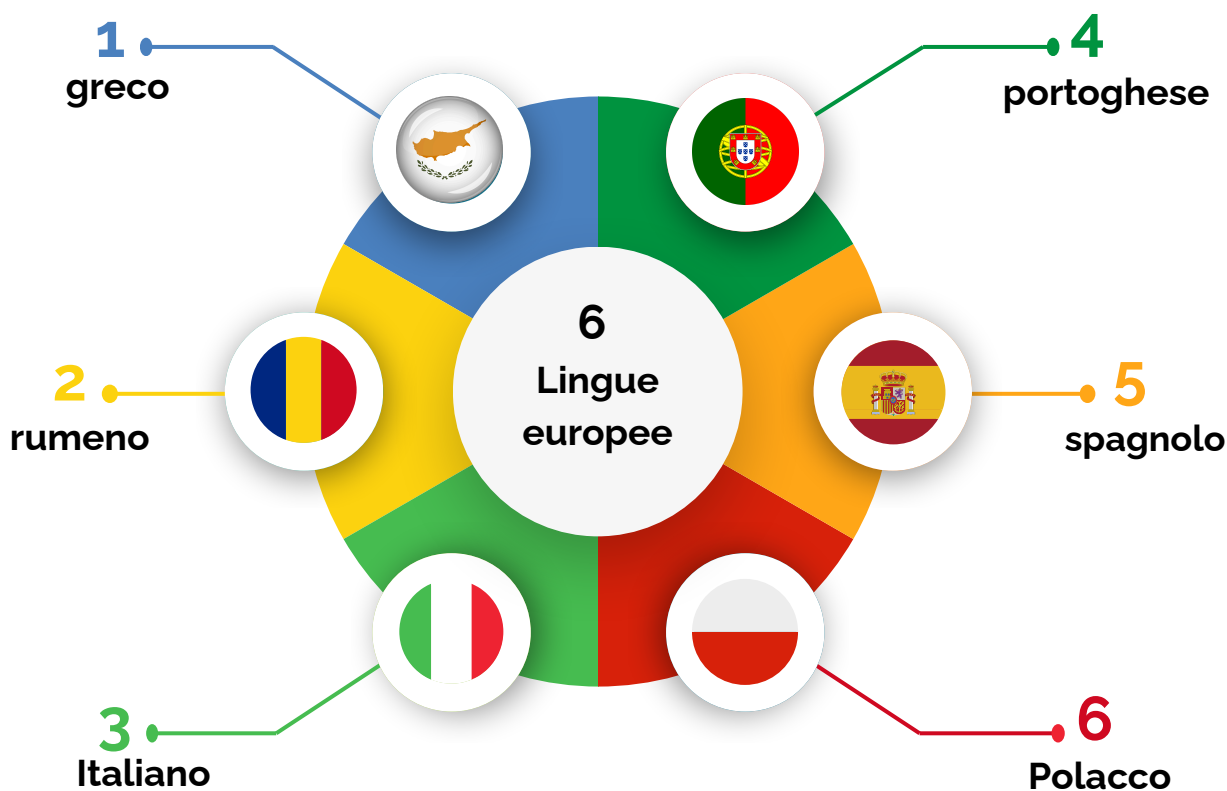 1
greco
2
rumeno
3
Italiano
6
Lingue
europee
4
portoghese
5
spagnolo
6
Polacco